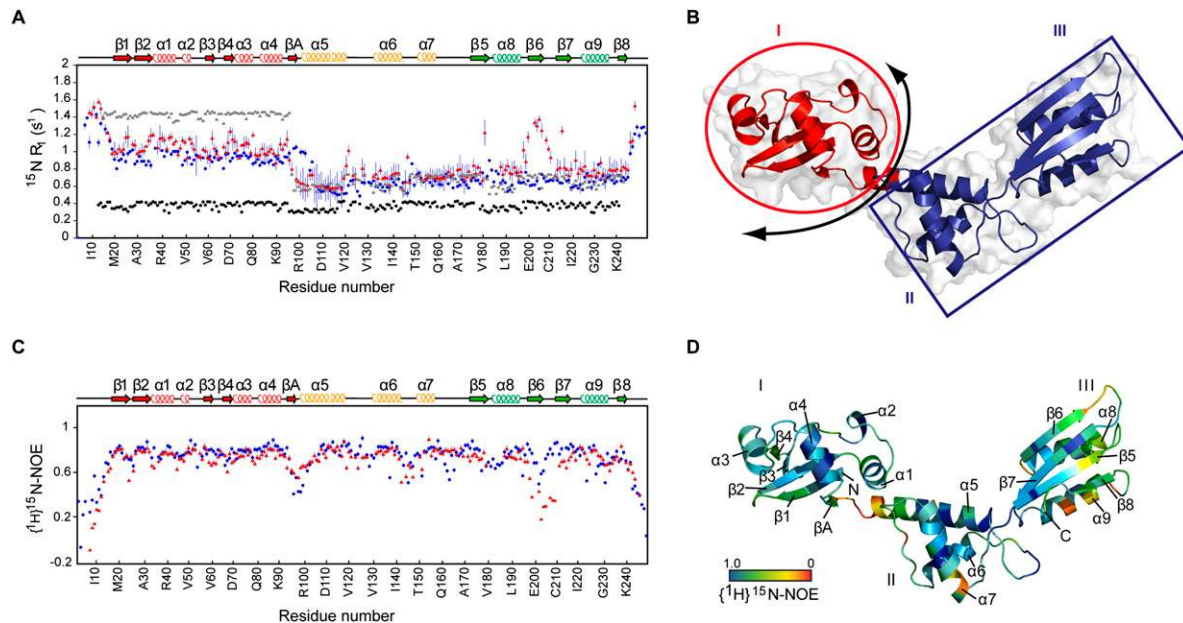 A
β1 β2 α1 α2 β3 β4 α3 α4 βA α5 α6 α7 β5 α8 β6 β7 α9 β8
2
1.8
1.6
1.4
1.2
1
0.8
0.6
0.4
0.2
0
15N R1 (s-1)
I10 M20 A30 R40 V50 V60 D70 Q80 K90 R100 D110 V120 V130 I140 T150 Q160 A170 V180 L190 E200 C210 I220 G230 K240
Residue number
B
I
III
II
C
β1 β2 α1 α2 β3 β4 α3 α4 βA α5 α6 α7 β5 α8 β6 β7 α9 β8
1
0.6
0.2
-0.2
{1H}15N-NOE
I10 M20 A30 R40 V50 V60 D70 Q80 K90 R100 D110 V120 V130 I140 T150 Q160 A170 V180 L190 E200 C210 I220 G230 K240
Residue number
D
I
III
α4
α2
β6
α8
α3
β4
β5
β3
N
α1
β7
β2
α5
β1
βA
α9
β8
C
1.0 0
{1H}15N-NOE
II
α6
α7